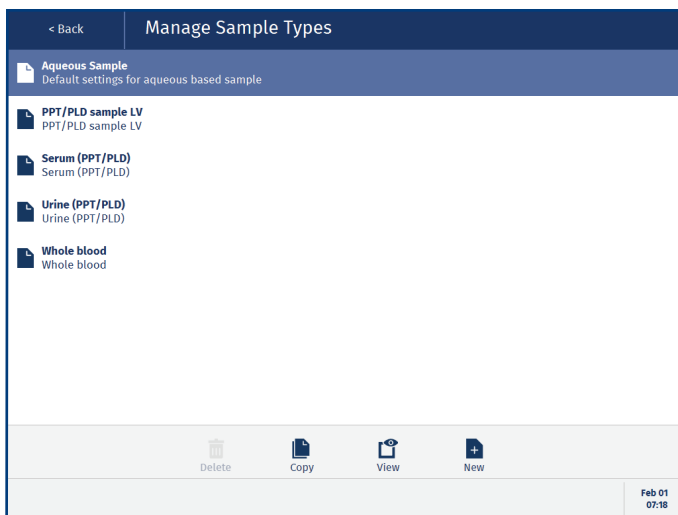 < Back
Manage Sample Types
Aqueous Sample
Default settings for aqueous based sample
PPT/PLD sample LV
PPT/PLD sample LV
Serum (PPT/PLD)
Serum (PPT/PLD)
Urine (PPT/PLD)
Urine (PPT/PLD)
Whole blood
Whole blood
Delete
Copy
View
New
Feb 01
07:18